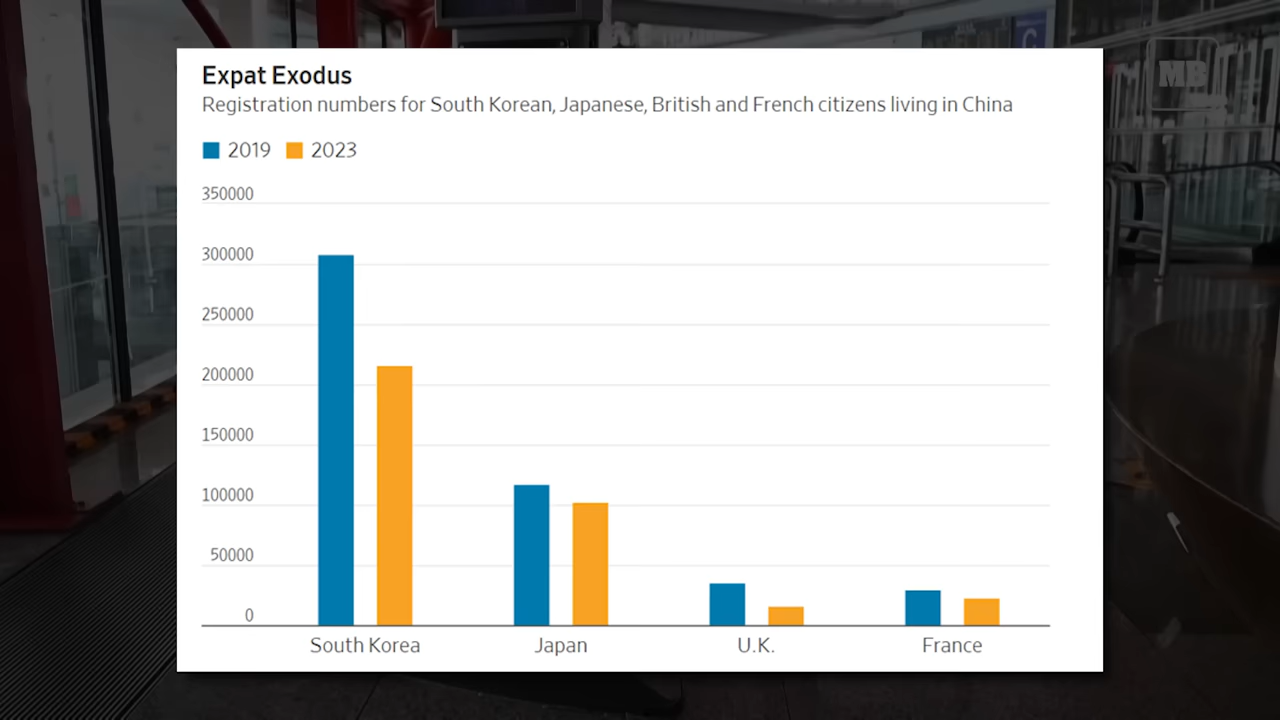 C
MB
Expat Exodus
Registration numbers for South Korean, Japanese, British and French citizens living in China
2019 2023
350000
300000
250000
200000
150000
100000
50000
0
South Korea Japan U.K. France